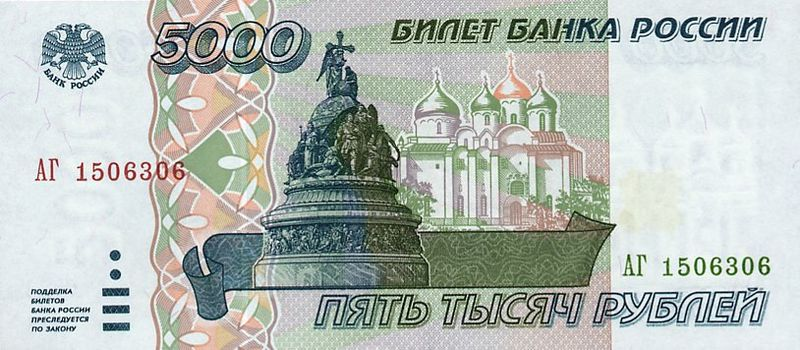 5000
БИЛЕТ БАНКА РОССИИ
БАНК РОССИИ
АГ 1506306
АГ 1506306
ПОДДЕЛКА
БИЛЕТОВ
БАНКА РОССИИ
ПРЕСЛЕДУЕТСЯ
ПО ЗАКОНУ
ПЯТЬ ТЫСЯЧ РУБЛЕЙ